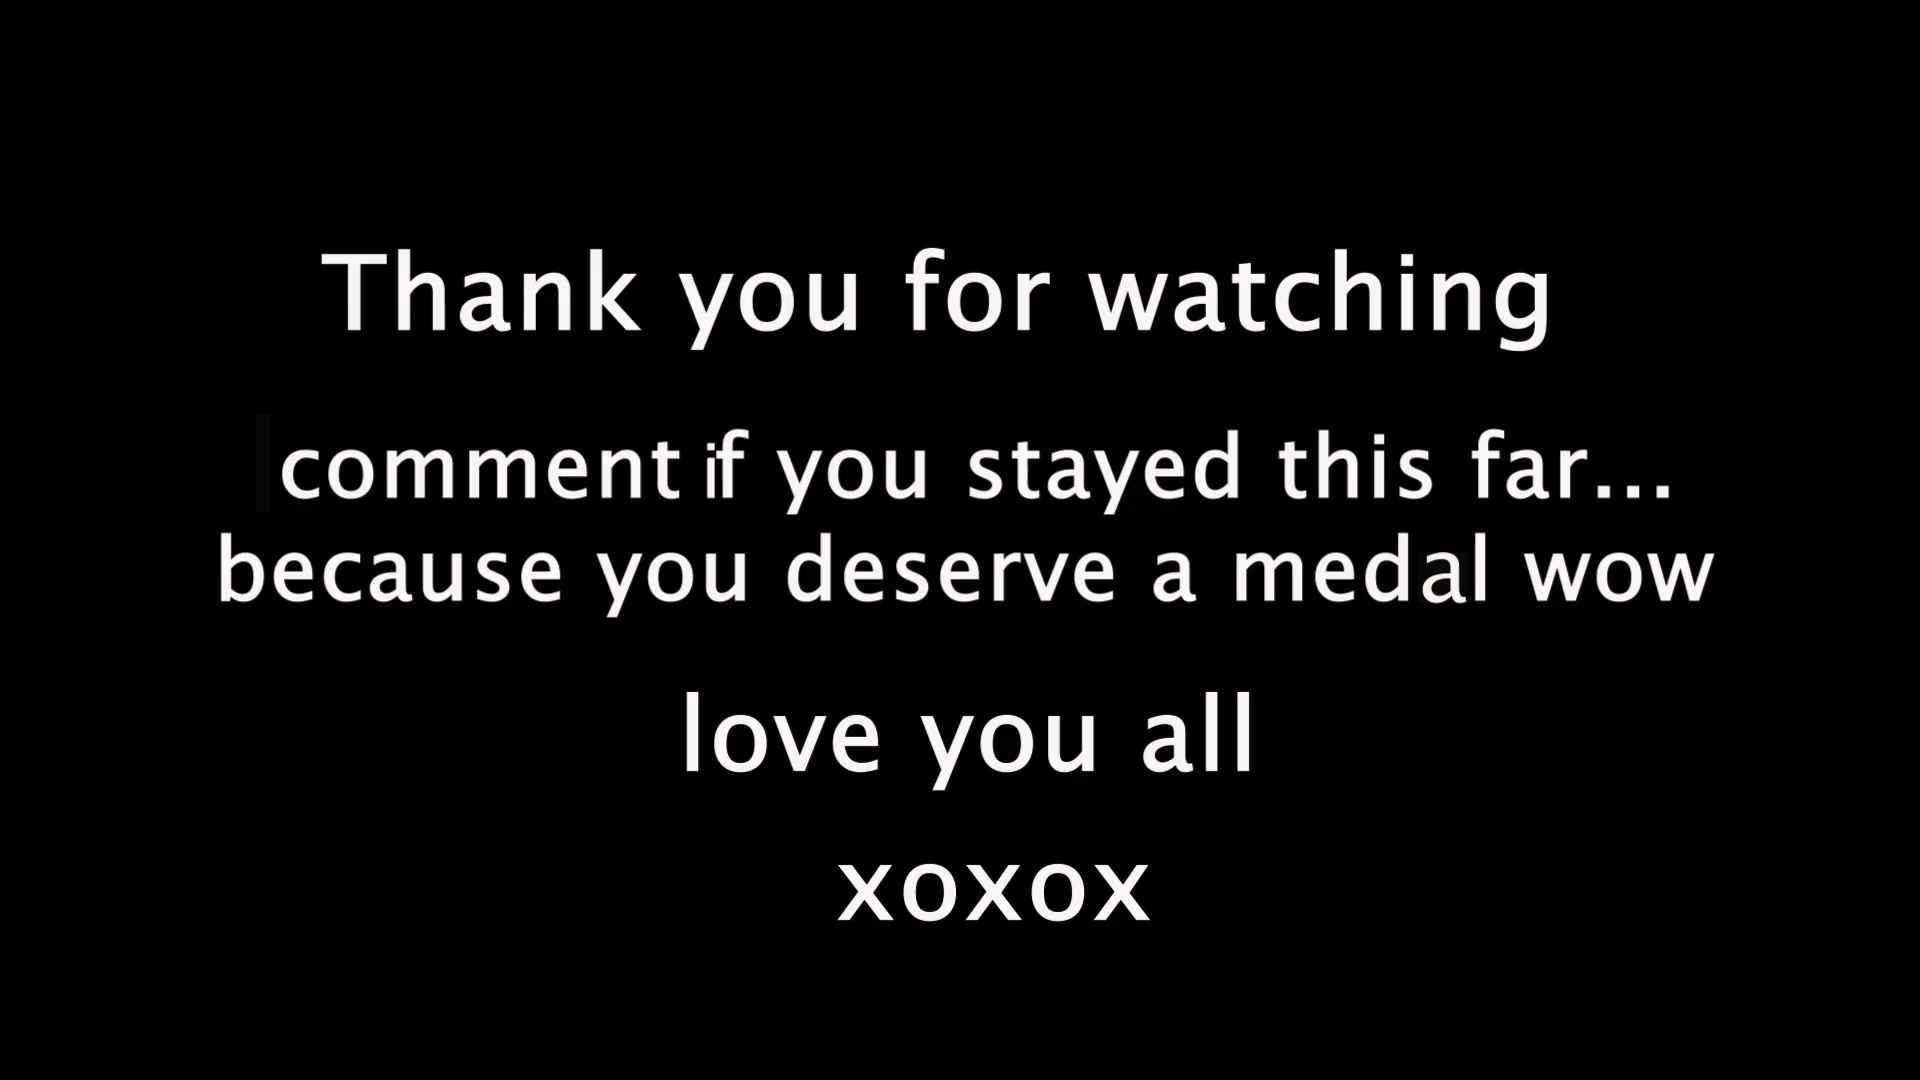 Thank you for watching
comment if you stayed this far...
because you deserve a medal wow
love you all
xoxox